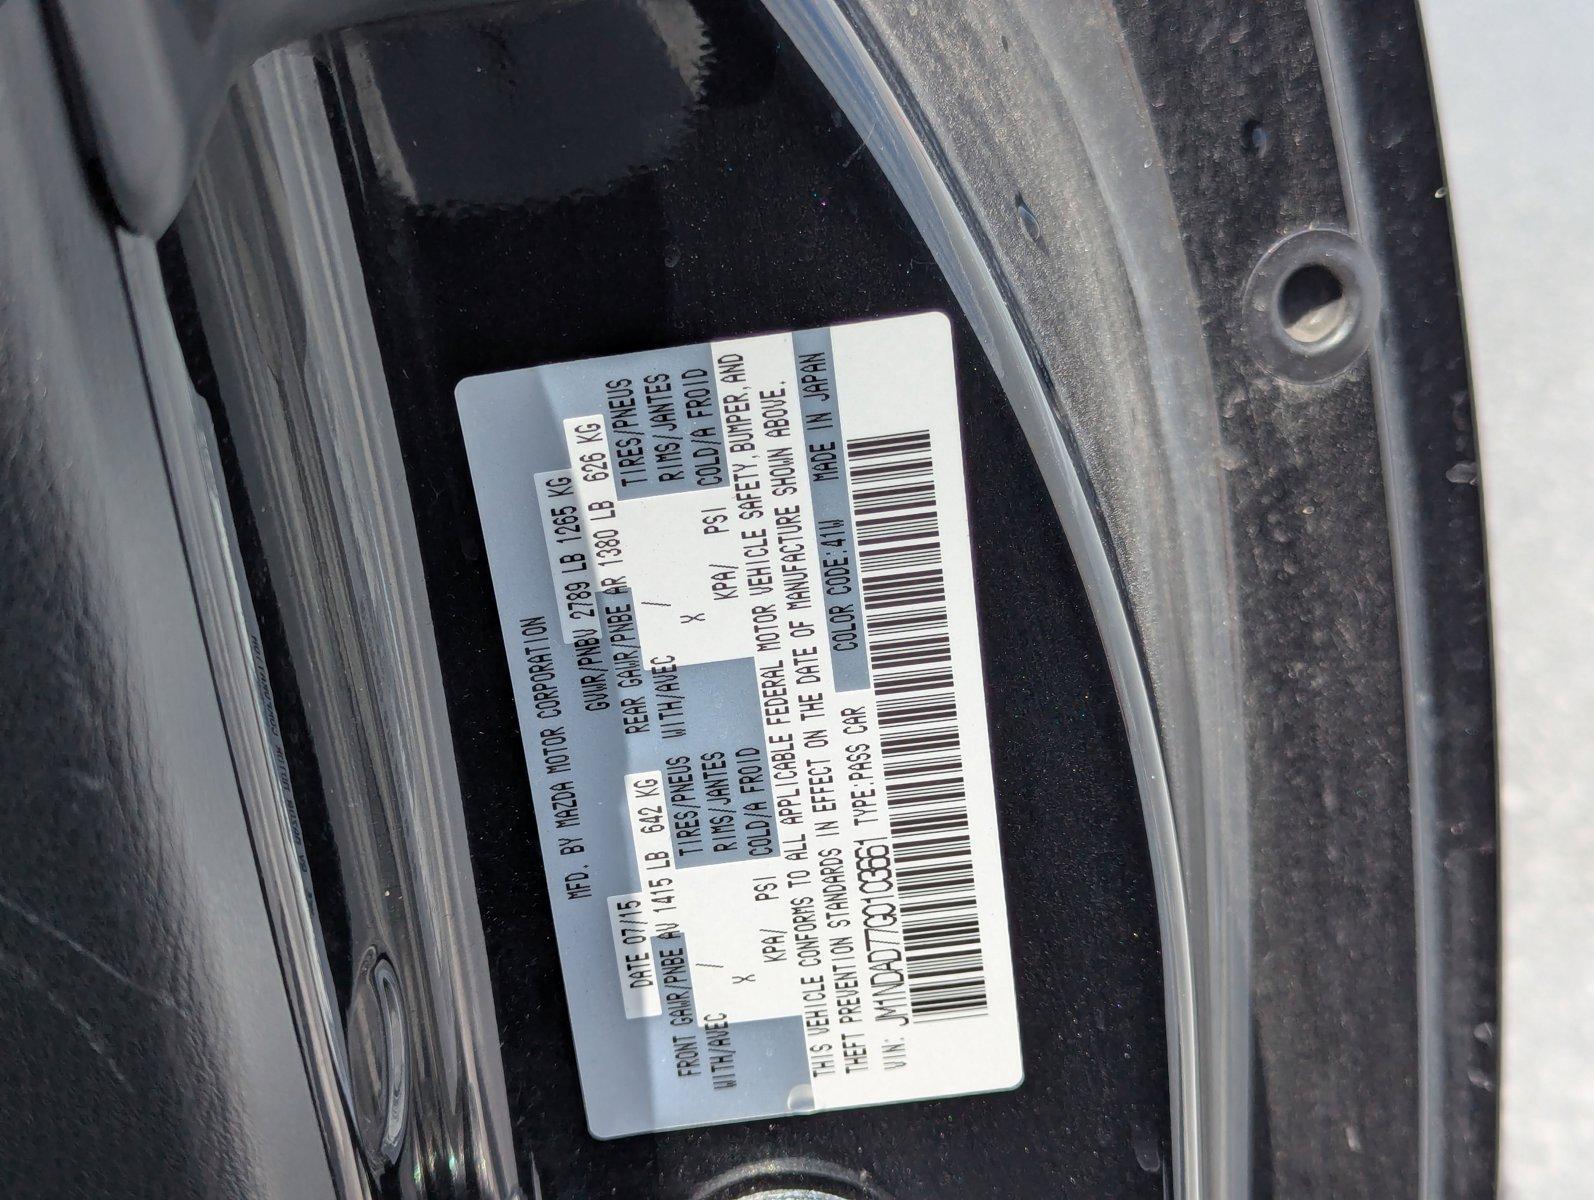 MFD. BY MAZDA MOTOR CORPORATION
DATE 07/15
GVWR/PNBV 2789 LB 1265 KG
FRONT GAWR/PNBE AV 1415 LB 642 KG
REAR GAWR/PNBE AR 1380 LB 626 KG
WITH/AVEC
TIRES/PNEUS
WITH/AVEC
TIRES/PNEUS
X /
RIMS/JANTES
X /
RIMS/JANTES
KPA/ PSI
COLD/A FROID
KPA/ PSI
COLD/A FROID
THIS VEHICLE CONFORMS TO ALL APPLICABLE FEDERAL MOTOR VEHICLE SAFETY, BUMPER, AND
THEFT PREVENTION STANDARDS IN EFFECT ON THE DATE OF MANUFACTURE SHOWN ABOVE.
VIN: JM1NDAD77G0103661 TYPE:PASS CAR COLOR CODE:41W MADE IN JAPAN